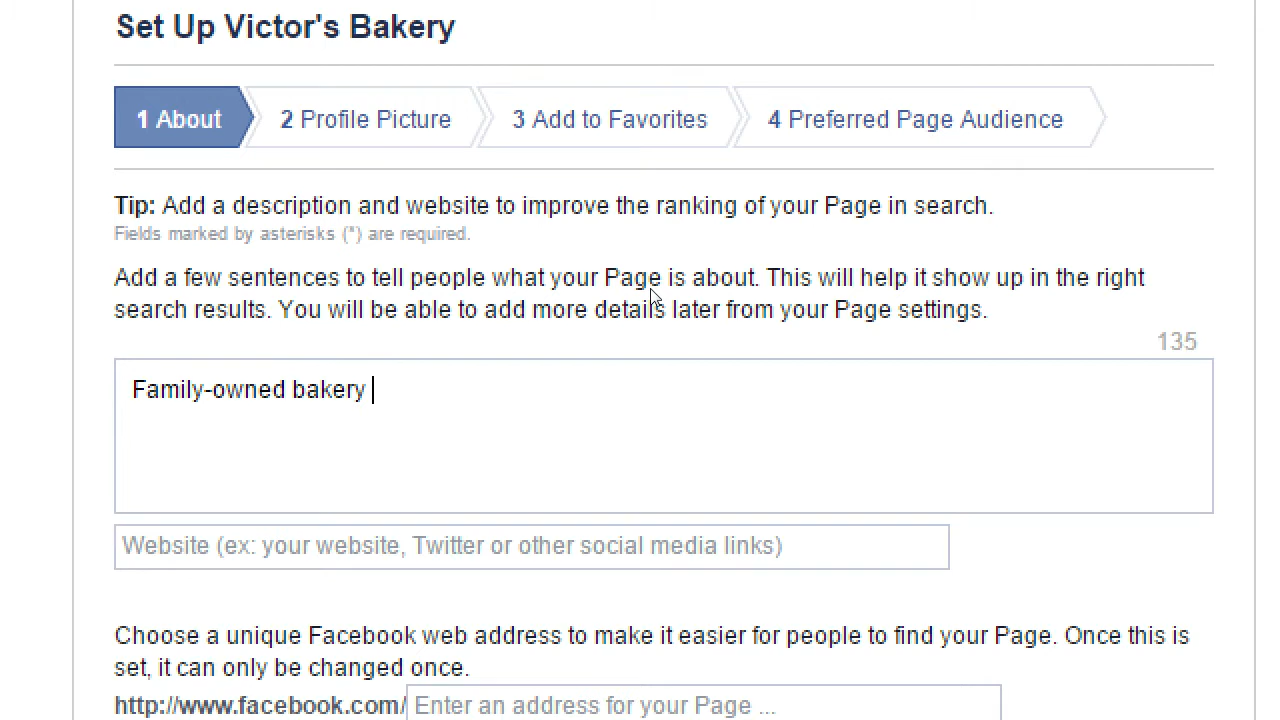 Set Up Victor's Bakery
1 About 2 Profile Picture 3 Add to Favorites 4 Preferred Page Audience
Tip: Add a description and website to improve the ranking of your Page in search.
Fields marked by asterisks (*) are required.
Add a few sentences to tell people what your Page is about. This will help it show up in the right
search results. You will be able to add more details later from your Page settings.
135
Family-owned bakery
Website (ex: your website, Twitter or other social media links)
Choose a unique Facebook web address to make it easier for people to find your Page. Once this is
set, it can only be changed once.
http://www.facebook.com/ Enter an address for your Page ...